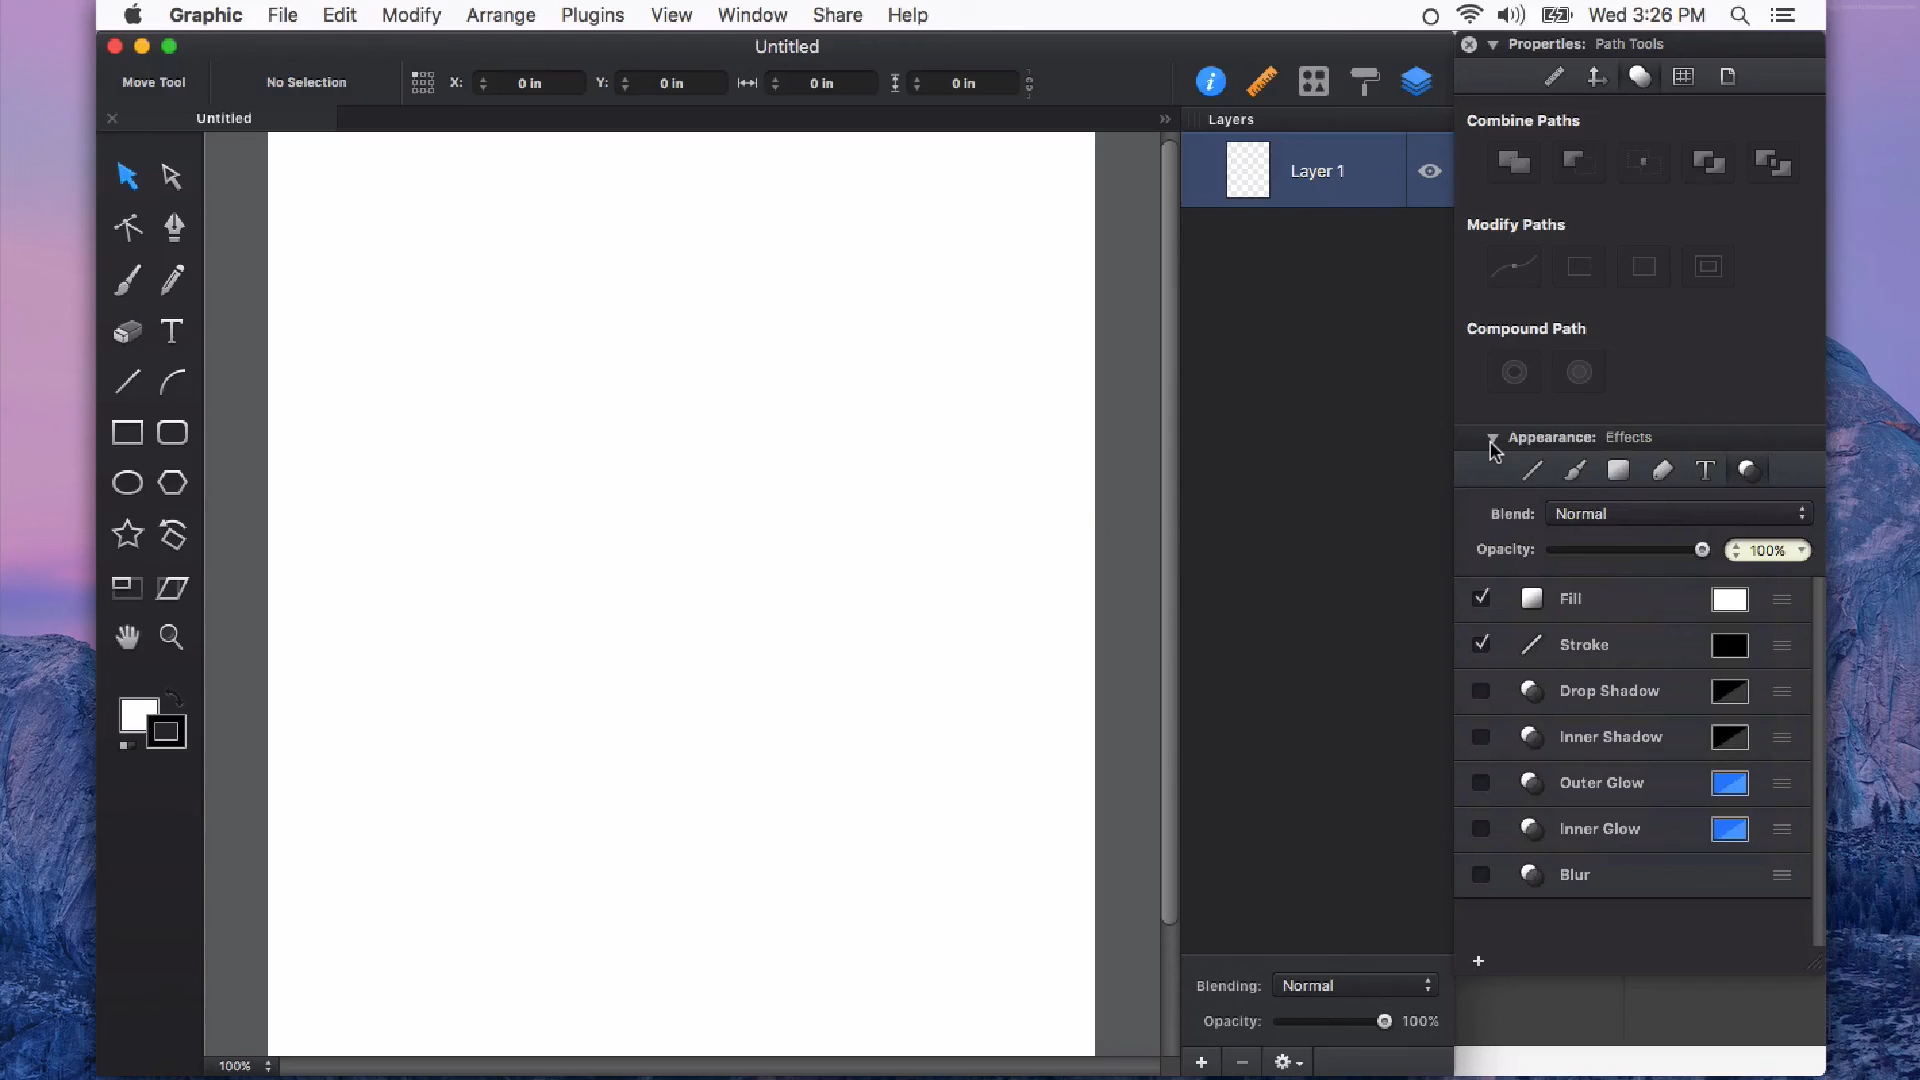 Graphic File Edit Modify Arrange Plugins View Window Share Help Wed 3:26 PM
Untitled
Properties: Path Tools
Move Tool No Selection X: 0 in Y: 0 in 0 in 0 in
Untitled
Layers
Layer 1
Combine Paths
Modify Paths
Compound Path
Appearance: Effects
Blend: Normal
Opacity: 100%
Fill
Stroke
Drop Shadow
Inner Shadow
Outer Glow
Inner Glow
Blur
Blending: Normal
Opacity: 100%
100%